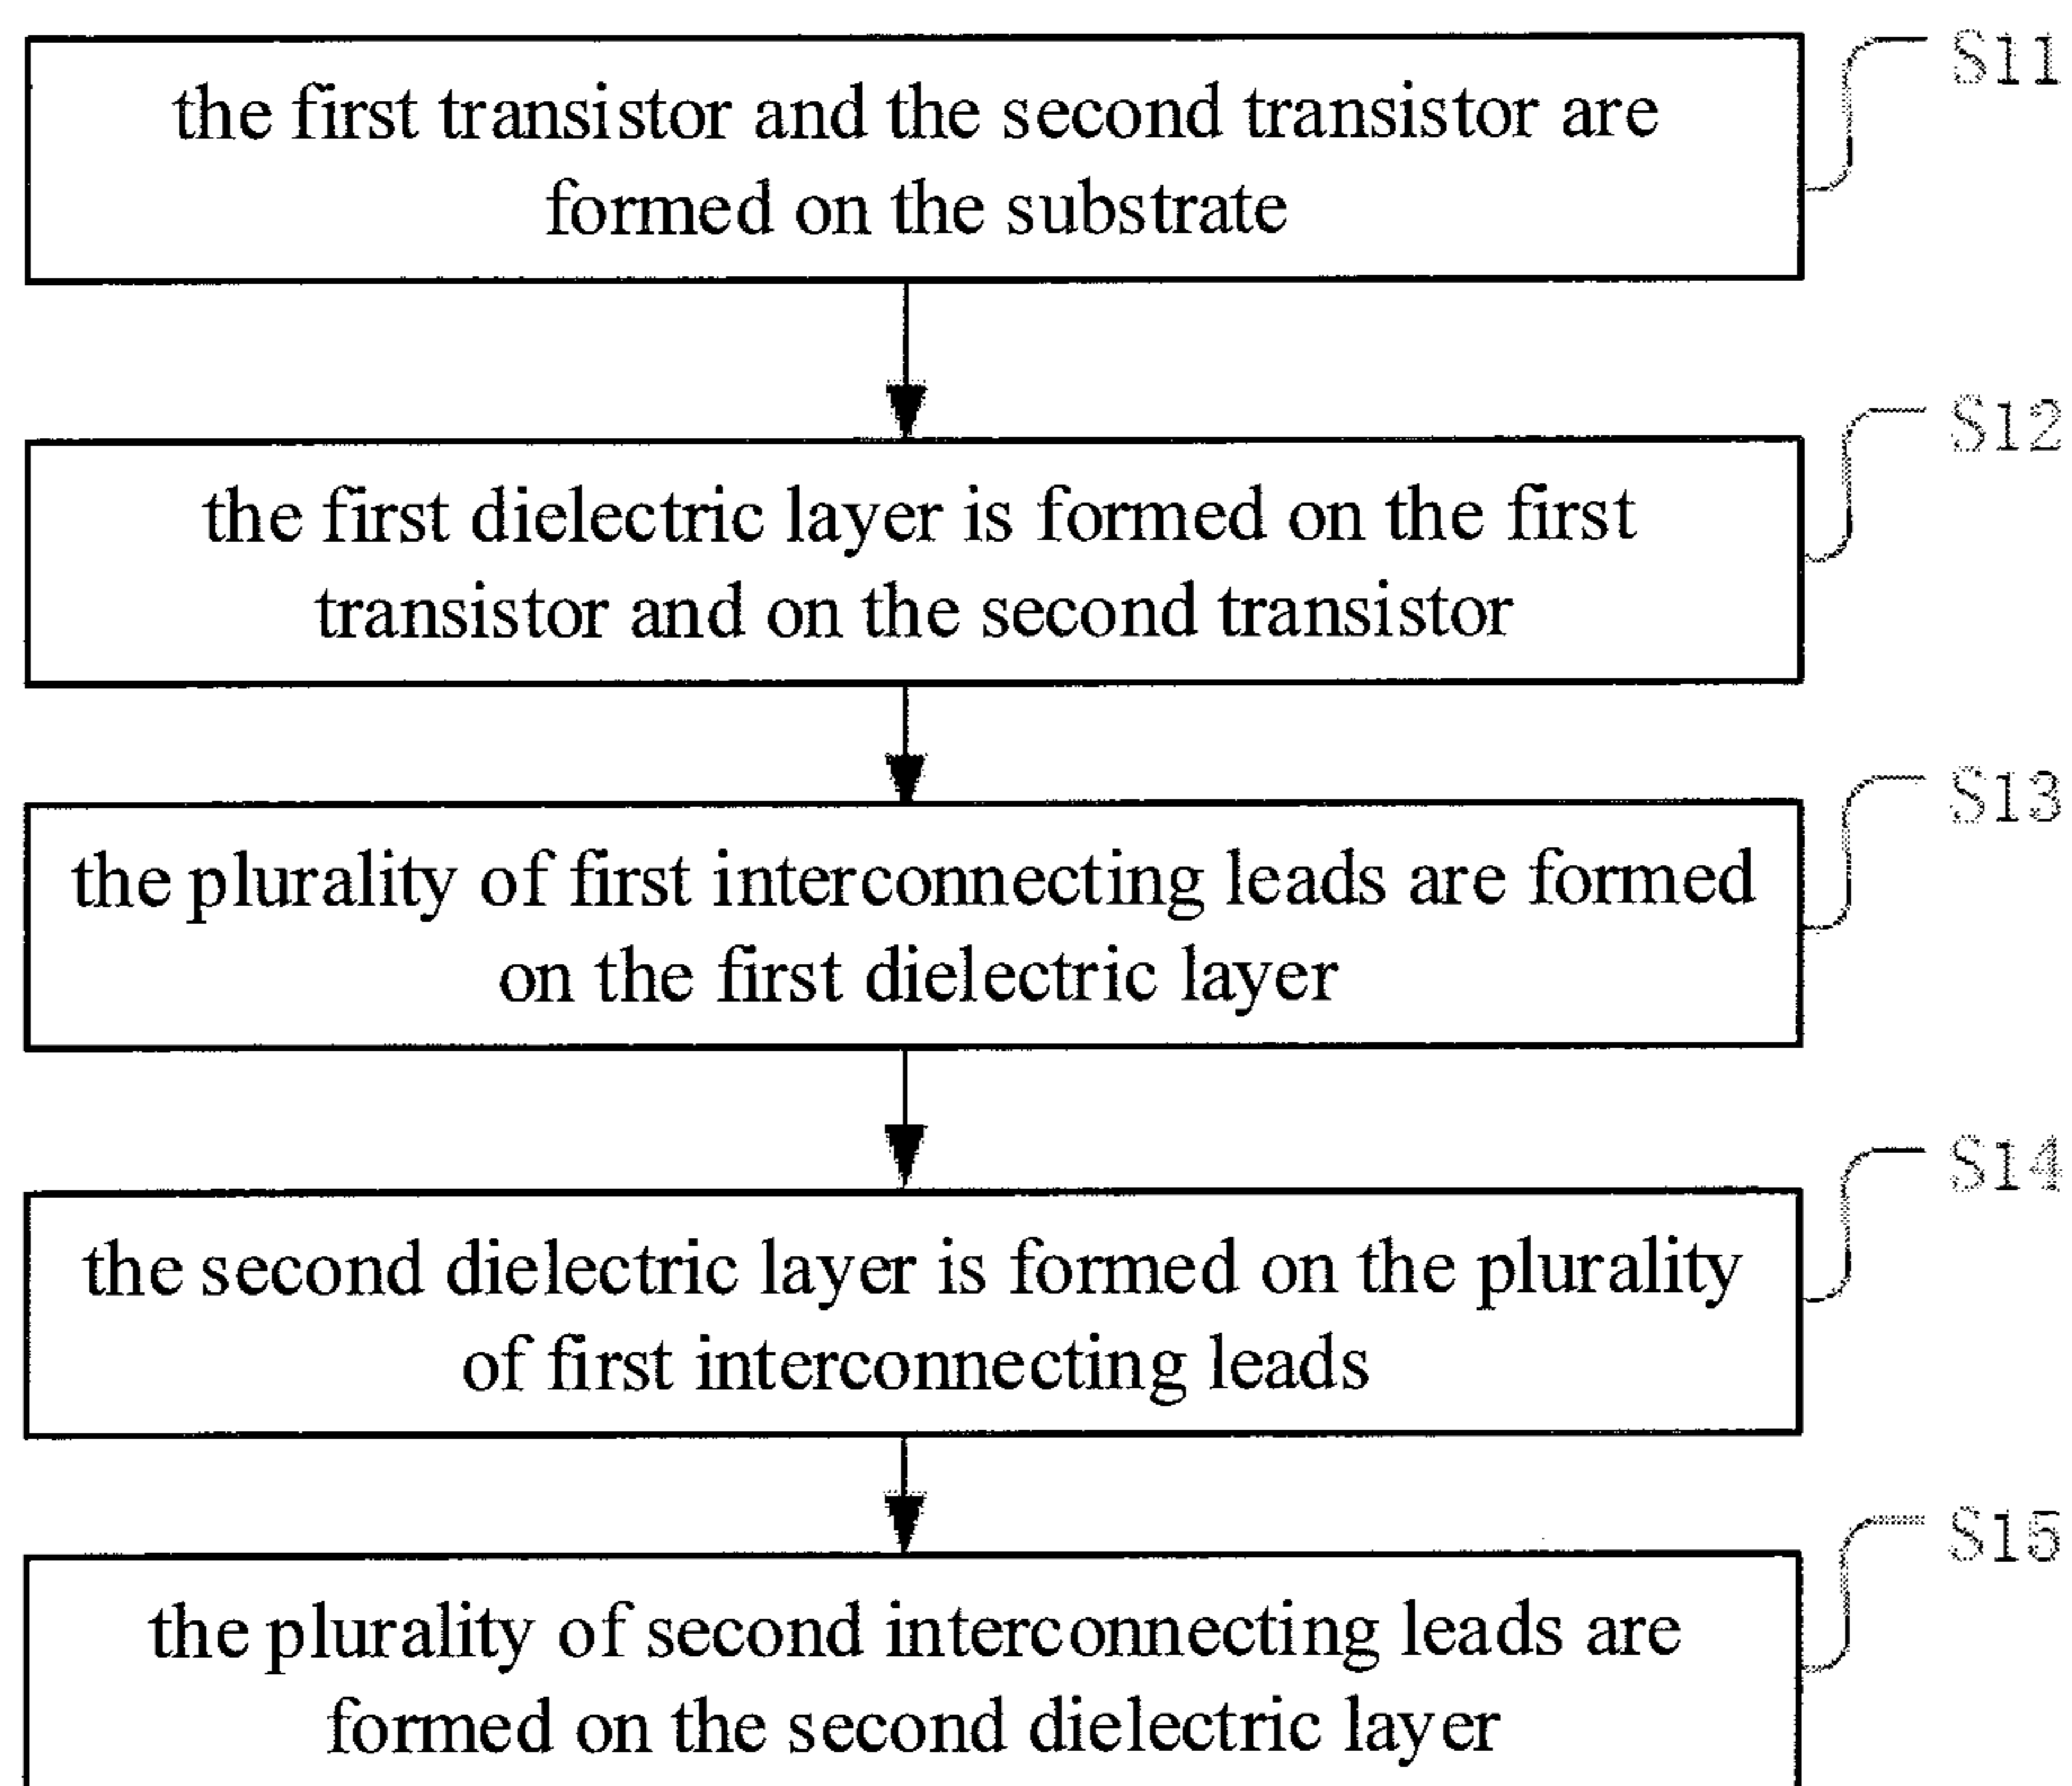 S11
the first transistor and the second transistor are
formed on the substrate
S12
the first dielectric layer is formed on the first
transistor and on the second transistor
S13
the plurality of first interconnecting leads are formed
on the first dielectric layer
S14
the second dielectric layer is formed on the plurality
of first interconnecting leads
S15
the plurality of second interconnecting leads are
formed on the second dielectric layer